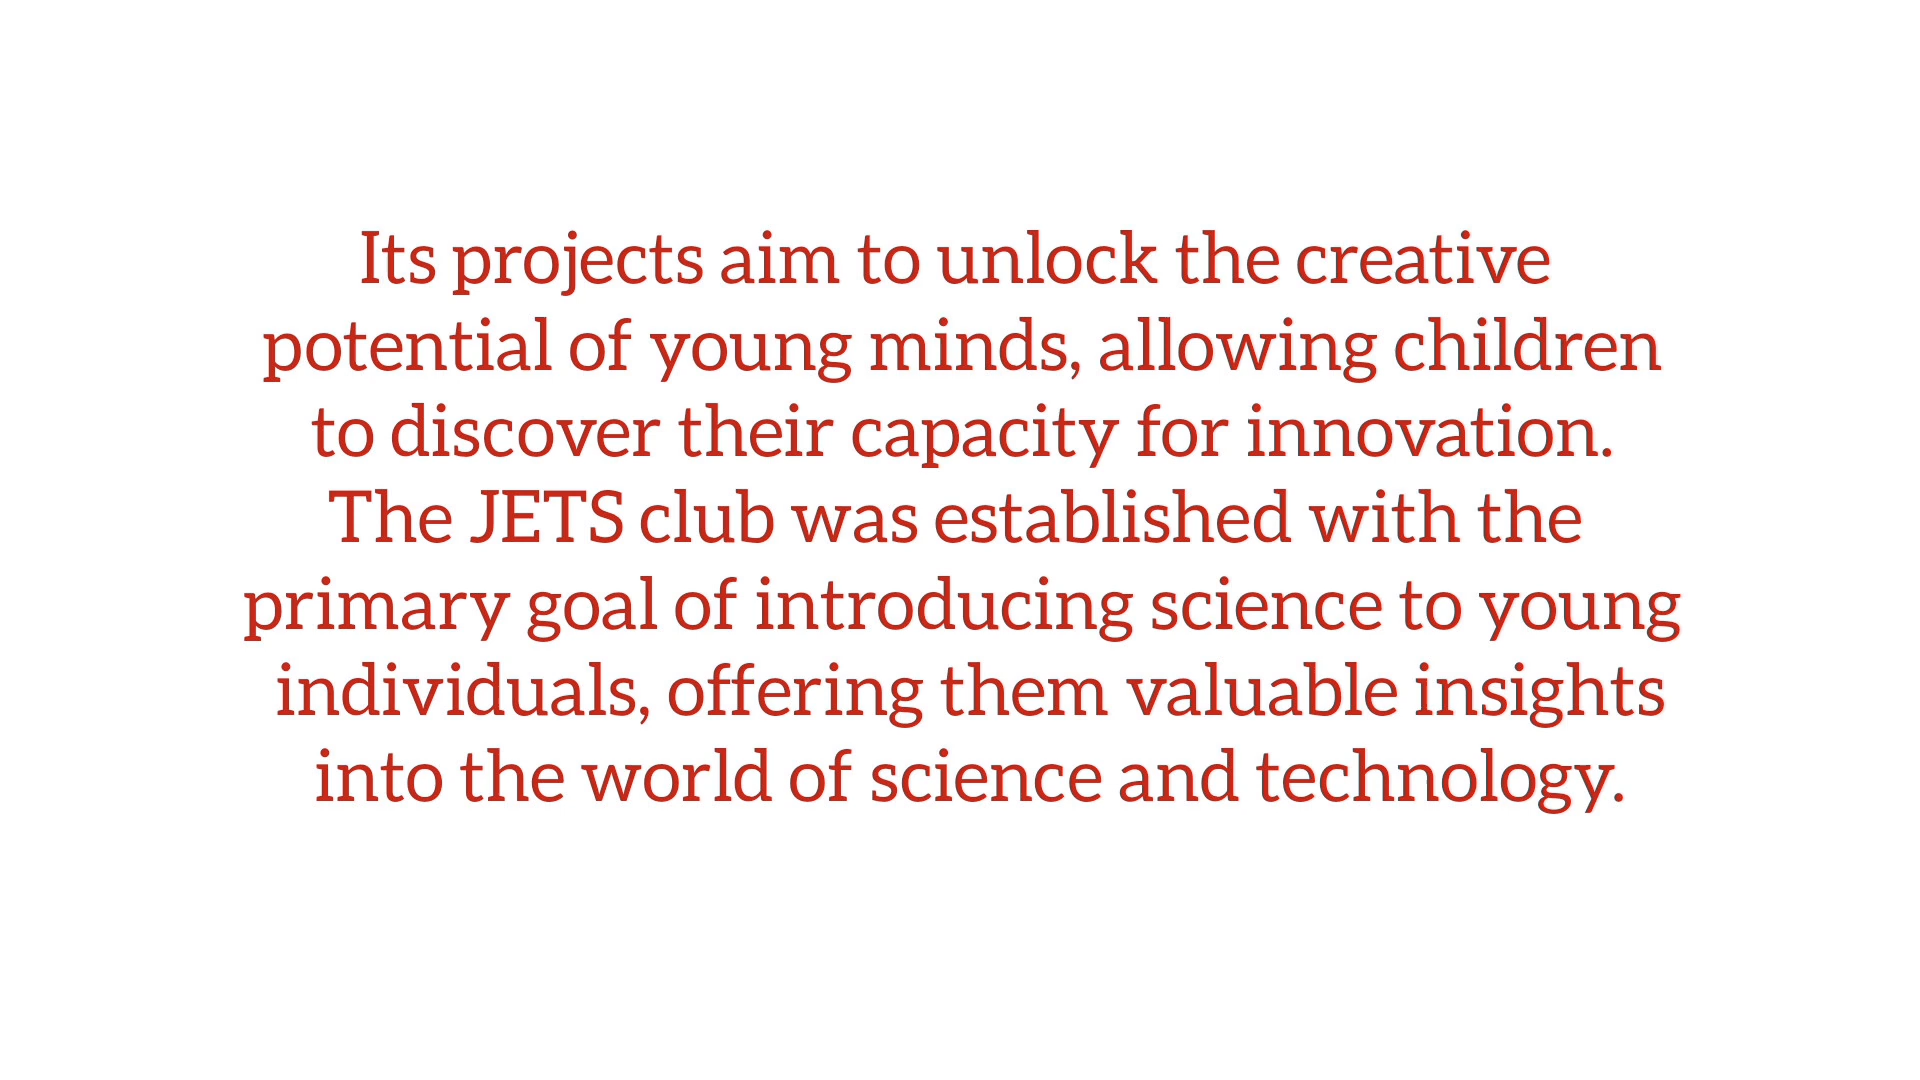 Its projects aim to unlock the creative
potential of young minds, allowing children
to discover their capacity for innovation.
The JETS club was established with the
primary goal of introducing science to young
individuals, offering them valuable insights
into the world of science and technology.